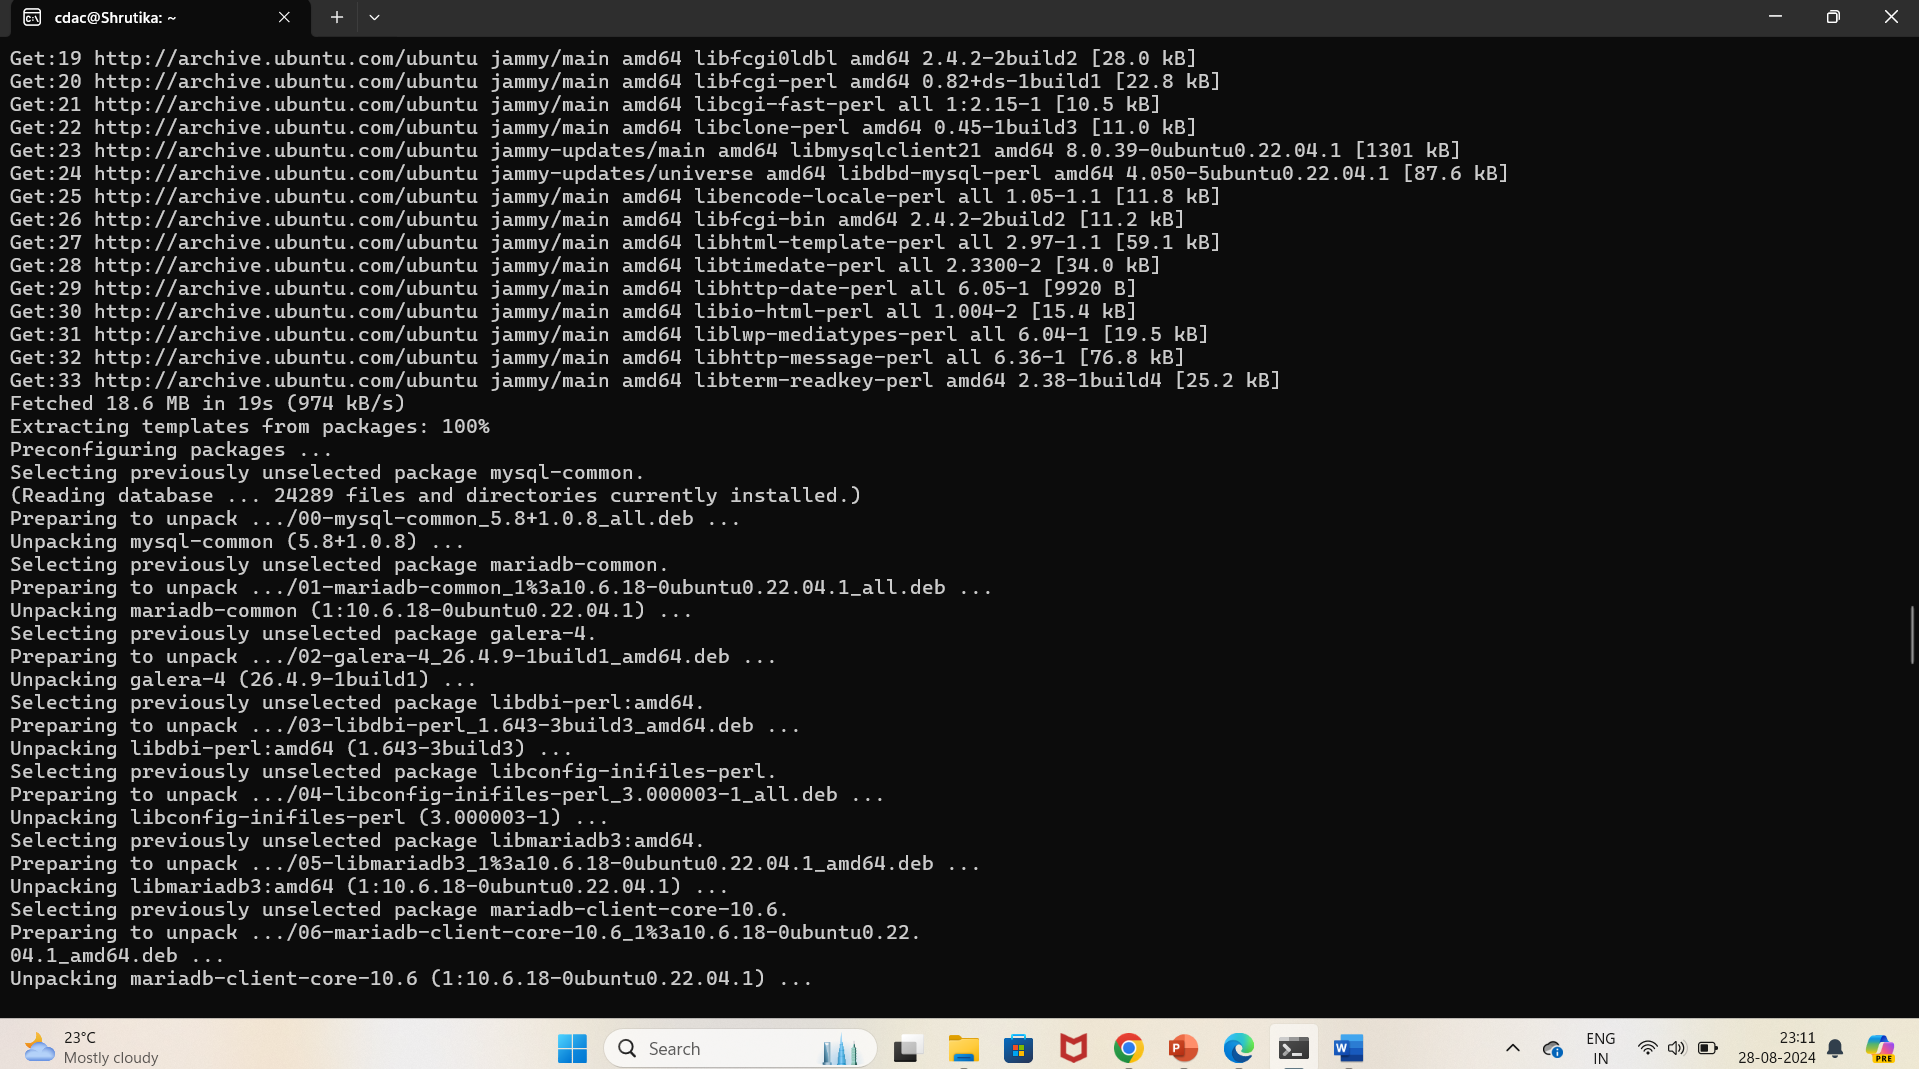 cdac@Shrutika: ~
Get:19 http://archive.ubuntu.com/ubuntu jammy/main amd64 libfcgi0ldbl amd64 2.4.2-2build2 [28.0 kB]
Get:20 http://archive.ubuntu.com/ubuntu jammy/main amd64 libfcgi-perl amd64 0.82+ds-1build1 [22.8 kB]
Get:21 http://archive.ubuntu.com/ubuntu jammy/main amd64 libcgi-fast-perl all 1:2.15-1 [10.5 kB]
Get:22 http://archive.ubuntu.com/ubuntu jammy/main amd64 libclone-perl amd64 0.45-1build3 [11.0 kB]
Get:23 http://archive.ubuntu.com/ubuntu jammy-updates/main amd64 libmysqlclient21 amd64 8.0.39-0ubuntu0.22.04.1 [1301 kB]
Get:24 http://archive.ubuntu.com/ubuntu jammy-updates/universe amd64 libdbd-mysql-perl amd64 4.050-5ubuntu0.22.04.1 [87.6 kB]
Get:25 http://archive.ubuntu.com/ubuntu jammy/main amd64 libencode-locale-perl all 1.05-1.1 [11.8 kB]
Get:26 http://archive.ubuntu.com/ubuntu jammy/main amd64 libfcgi-bin amd64 2.4.2-2build2 [11.2 kB]
Get:27 http://archive.ubuntu.com/ubuntu jammy/main amd64 libhtml-template-perl all 2.97-1.1 [59.1 kB]
Get:28 http://archive.ubuntu.com/ubuntu jammy/main amd64 libtimedate-perl all 2.3300-2 [34.0 kB]
Get:29 http://archive.ubuntu.com/ubuntu jammy/main amd64 libhttp-date-perl all 6.05-1 [9920 B]
Get:30 http://archive.ubuntu.com/ubuntu jammy/main amd64 libio-html-perl all 1.004-2 [15.4 kB]
Get:31 http://archive.ubuntu.com/ubuntu jammy/main amd64 liblwp-mediatypes-perl all 6.04-1 [19.5 kB]
Get:32 http://archive.ubuntu.com/ubuntu jammy/main amd64 libhttp-message-perl all 6.36-1 [76.8 kB]
Get:33 http://archive.ubuntu.com/ubuntu jammy/main amd64 libterm-readkey-perl amd64 2.38-1build4 [25.2 kB]
Fetched 18.6 MB in 19s (974 kB/s)
Extracting templates from packages: 100%
Preconfiguring packages ...
Selecting previously unselected package mysql-common.
(Reading database ... 24289 files and directories currently installed.)
Preparing to unpack .../00-mysql-common_5.8+1.0.8_all.deb ...
Unpacking mysql-common (5.8+1.0.8) ...
Selecting previously unselected package mariadb-common.
Preparing to unpack .../01-mariadb-common_1%3a10.6.18-0ubuntu0.22.04.1_all.deb ...
Unpacking mariadb-common (1:10.6.18-0ubuntu0.22.04.1) ...
Selecting previously unselected package galera-4.
Preparing to unpack .../02-galera-4_26.4.9-1build1_amd64.deb ...
Unpacking galera-4 (26.4.9-1build1) ...
Selecting previously unselected package libdbi-perl:amd64.
Preparing to unpack .../03-libdbi-perl_1.643-3build3_amd64.deb ...
Unpacking libdbi-perl:amd64 (1.643-3build3) ...
Selecting previously unselected package libconfig-inifiles-perl.
Preparing to unpack .../04-libconfig-inifiles-perl_3.000003-1_all.deb ...
Unpacking libconfig-inifiles-perl (3.000003-1) ...
Selecting previously unselected package libmariadb3:amd64.
Preparing to unpack .../05-libmariadb3_1%3a10.6.18-0ubuntu0.22.04.1_amd64.deb ...
Unpacking libmariadb3:amd64 (1:10.6.18-0ubuntu0.22.04.1) ...
Selecting previously unselected package mariadb-client-core-10.6.
Preparing to unpack .../06-mariadb-client-core-10.6_1%3a10.6.18-0ubuntu0.22.
04.1_amd64.deb ...
Unpacking mariadb-client-core-10.6 (1:10.6.18-0ubuntu0.22.04.1) ...
23°C
Mostly cloudy
Search
ENG
IN
23:11
28-08-2024
PRE